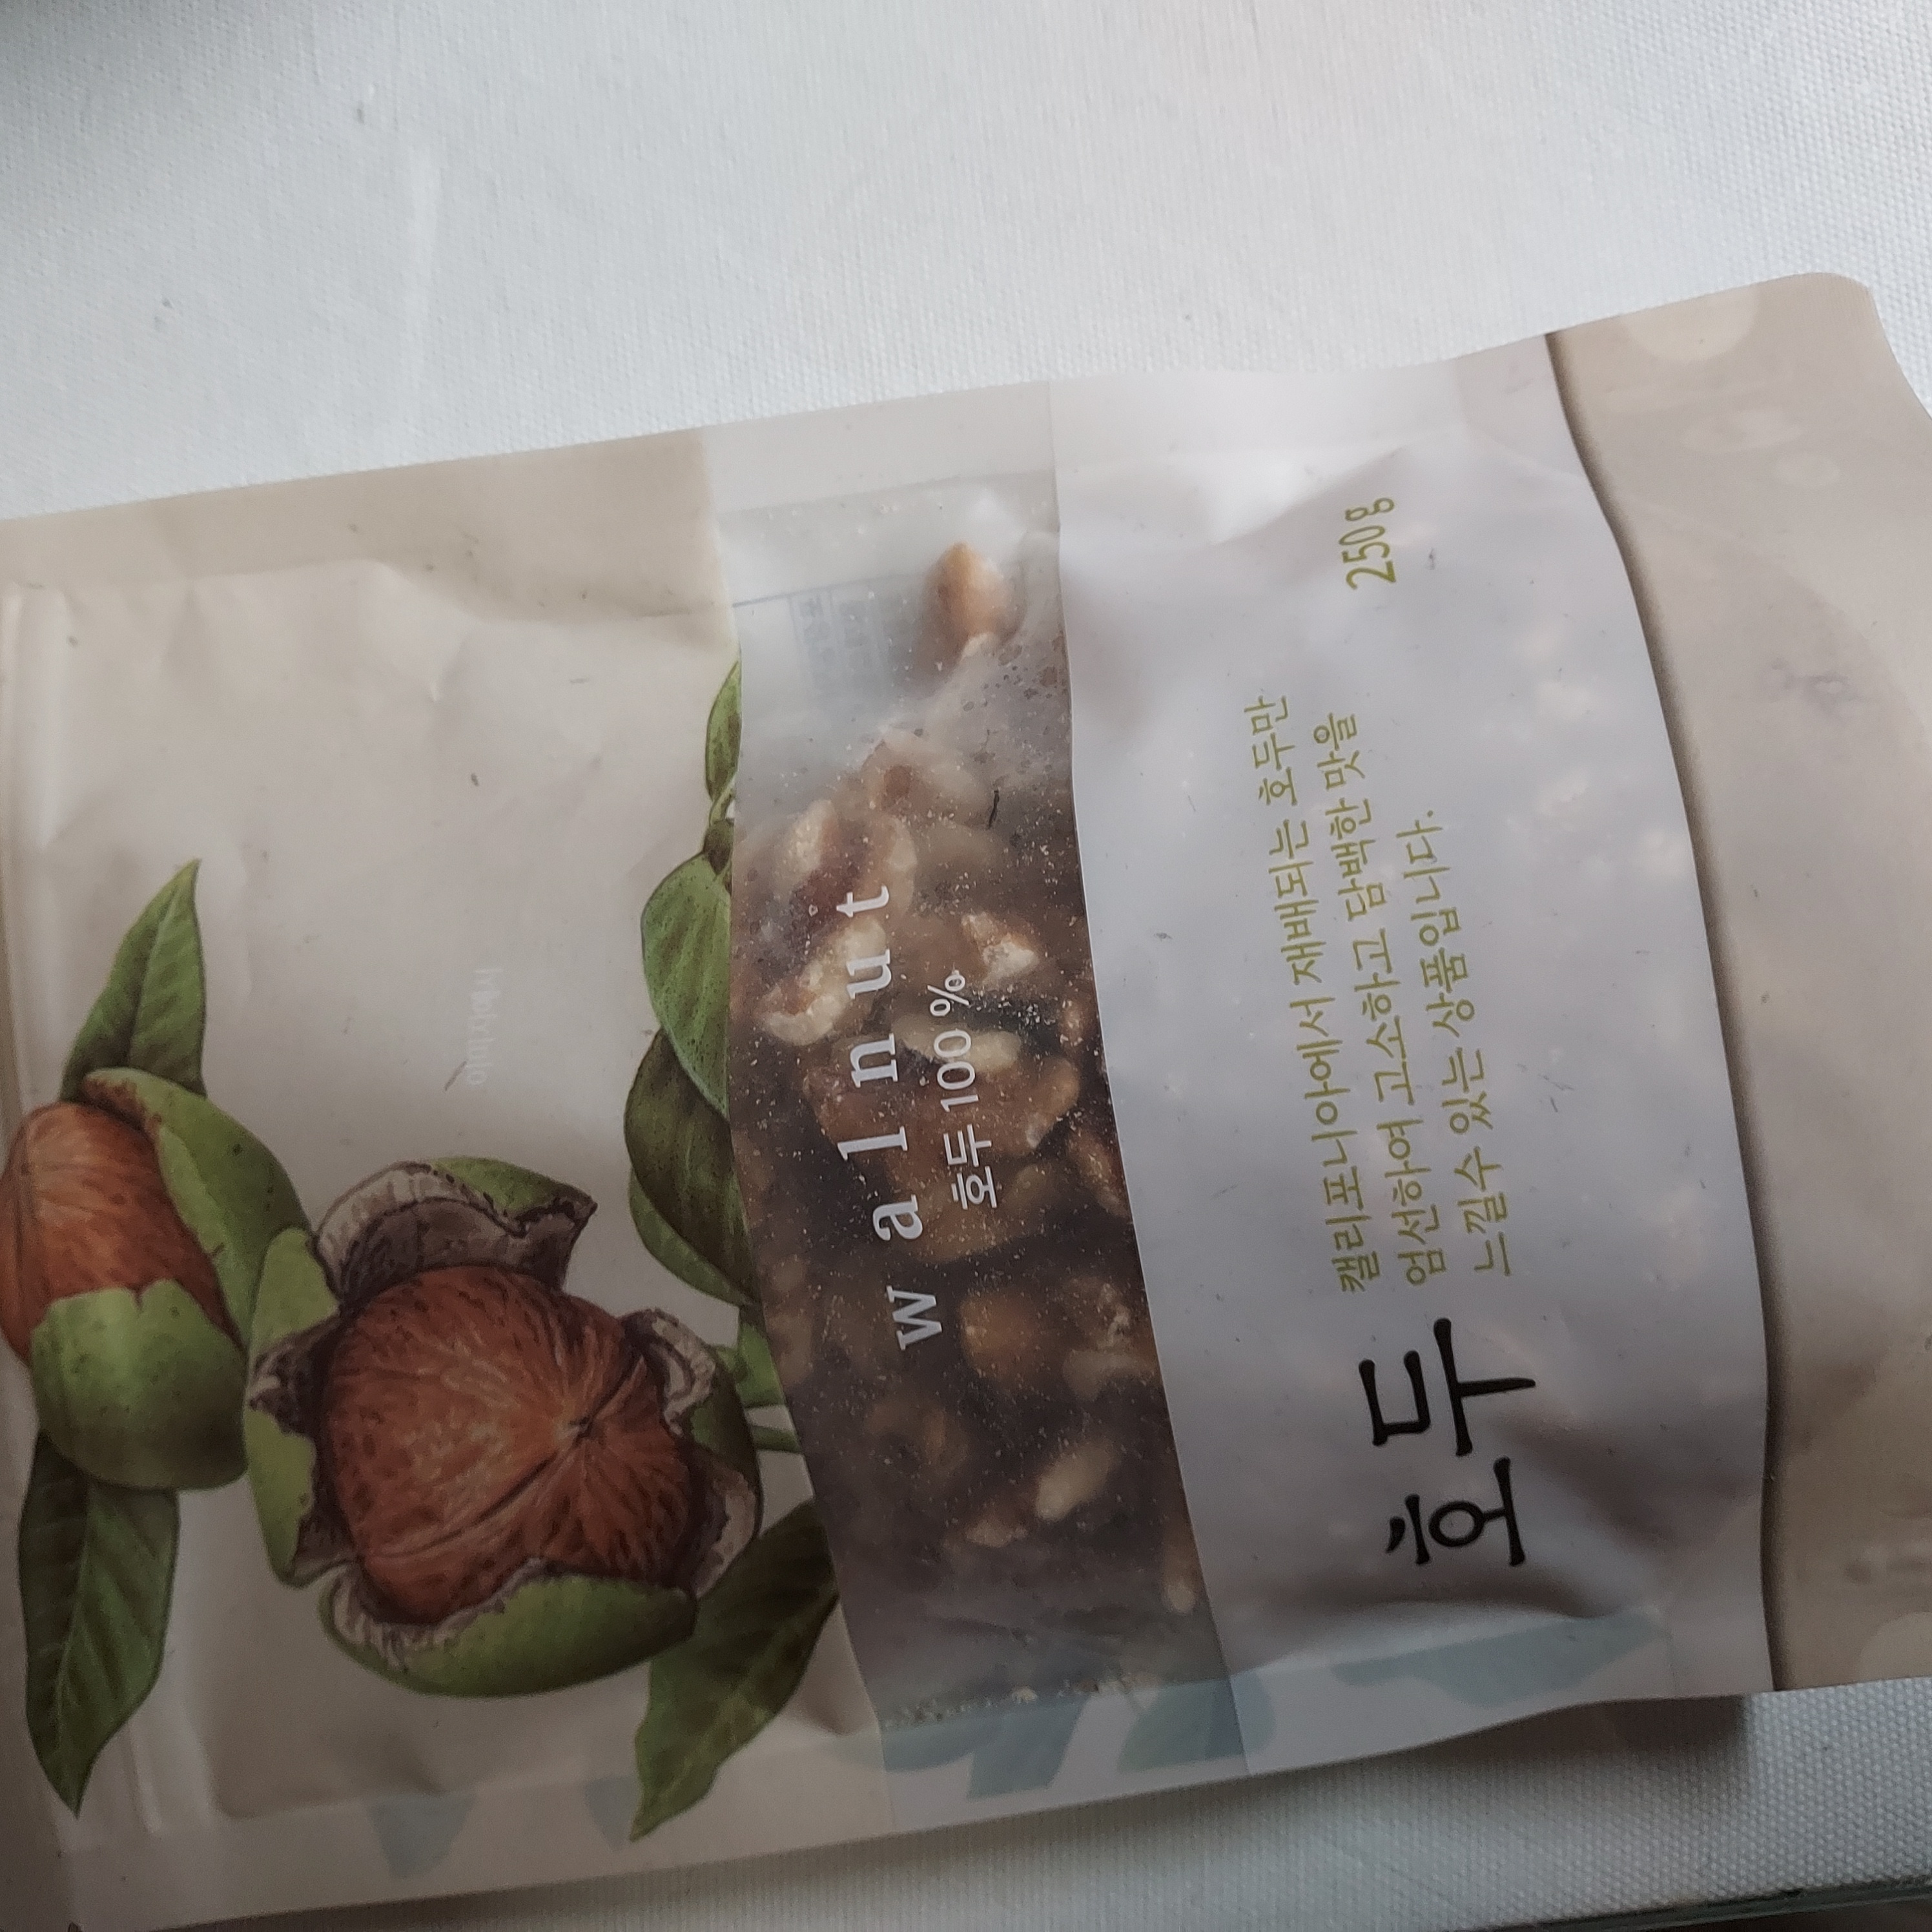 walnut
호두 100 %
호두
캘리포니아에서 재배되는 호두만
엄선하여 고소하고 담백한 맛을
느낄수 있는 상품입니다.
250g